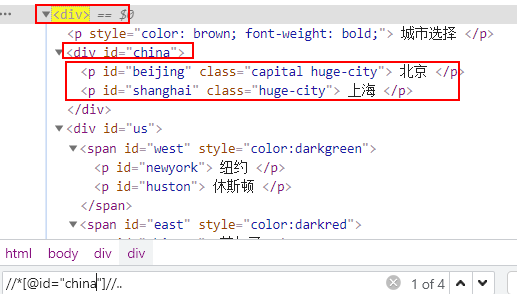 <div> == $0
<p style="color: brown; font-weight: bold;"> 城市选择 </p>
<div id="china">
<p id="beijing" class="capital huge-city"> 北京 </p>
<p id="shanghai" class="huge-city"> 上海 </p>
</div>
<div id="us">
<span id="west" style="color:darkgreen">
<p id="newyork"> 纽约 </p>
<p id="huston"> 休斯顿 </p>
</span>
<span id="east" style="color:darkred">
html body div div
//*[@id="china"]//.. 1 of 4